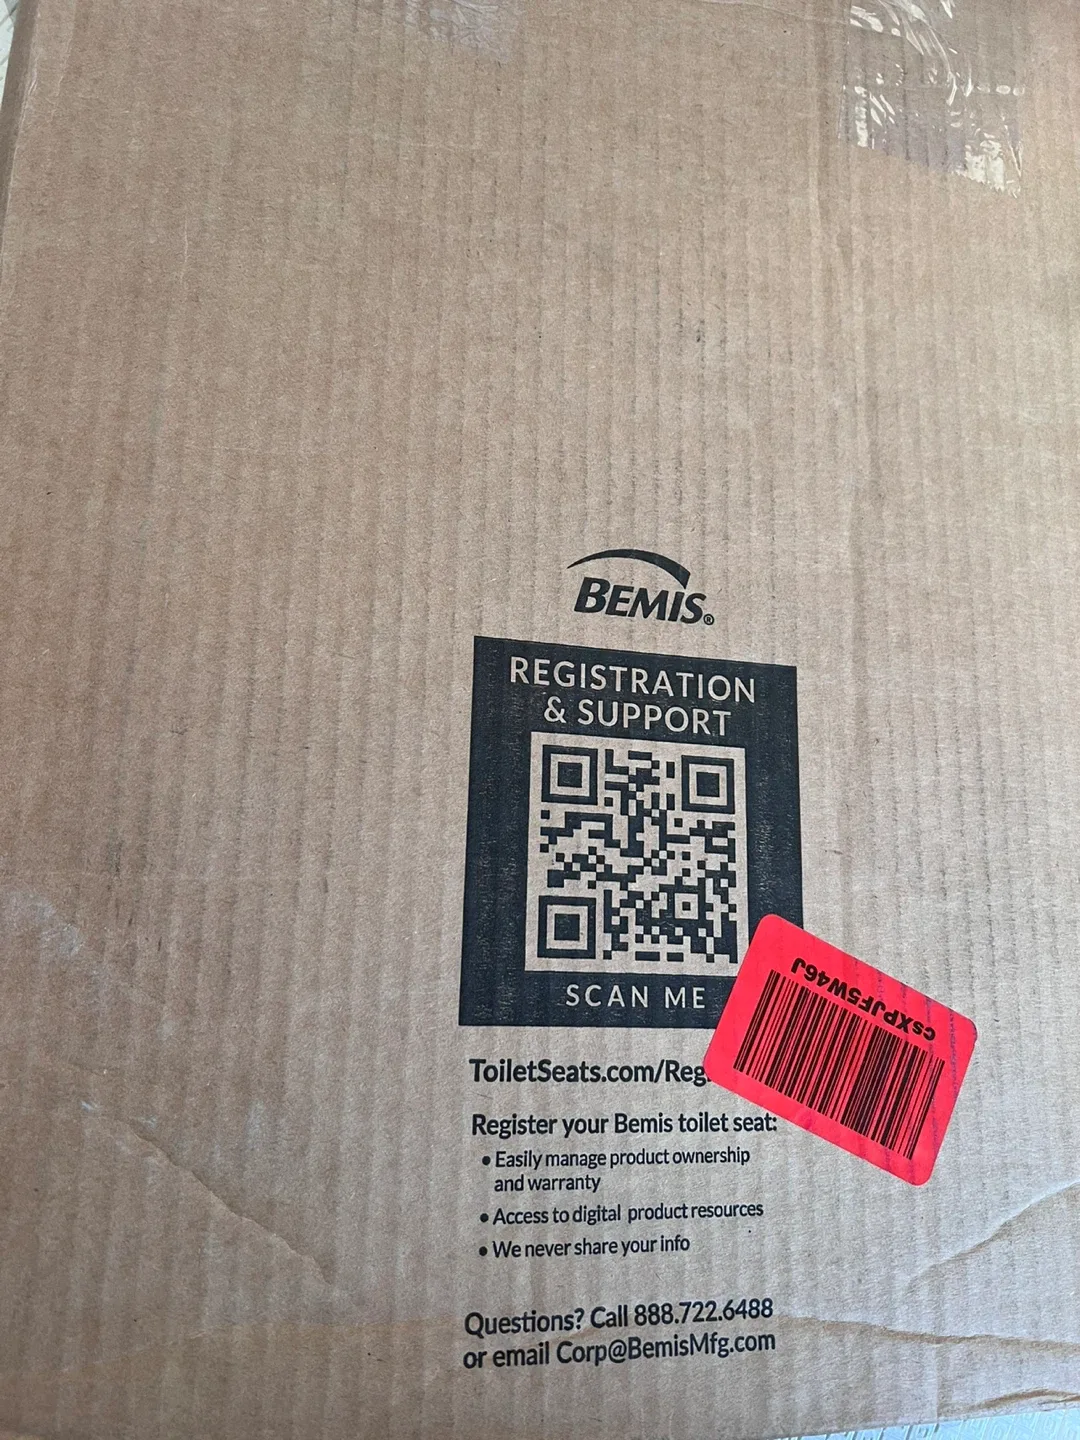 BEMIS®
REGISTRATION
& SUPPORT
SCAN ME
csXPJF5W46J
ToiletSeats.com/Reg
Register your Bemis toilet seat:
• Easily manage product ownership
and warranty
• Access to digital product resources
• We never share your info
Questions? Call 888.722.6488
or email Corp@BemisMfg.com